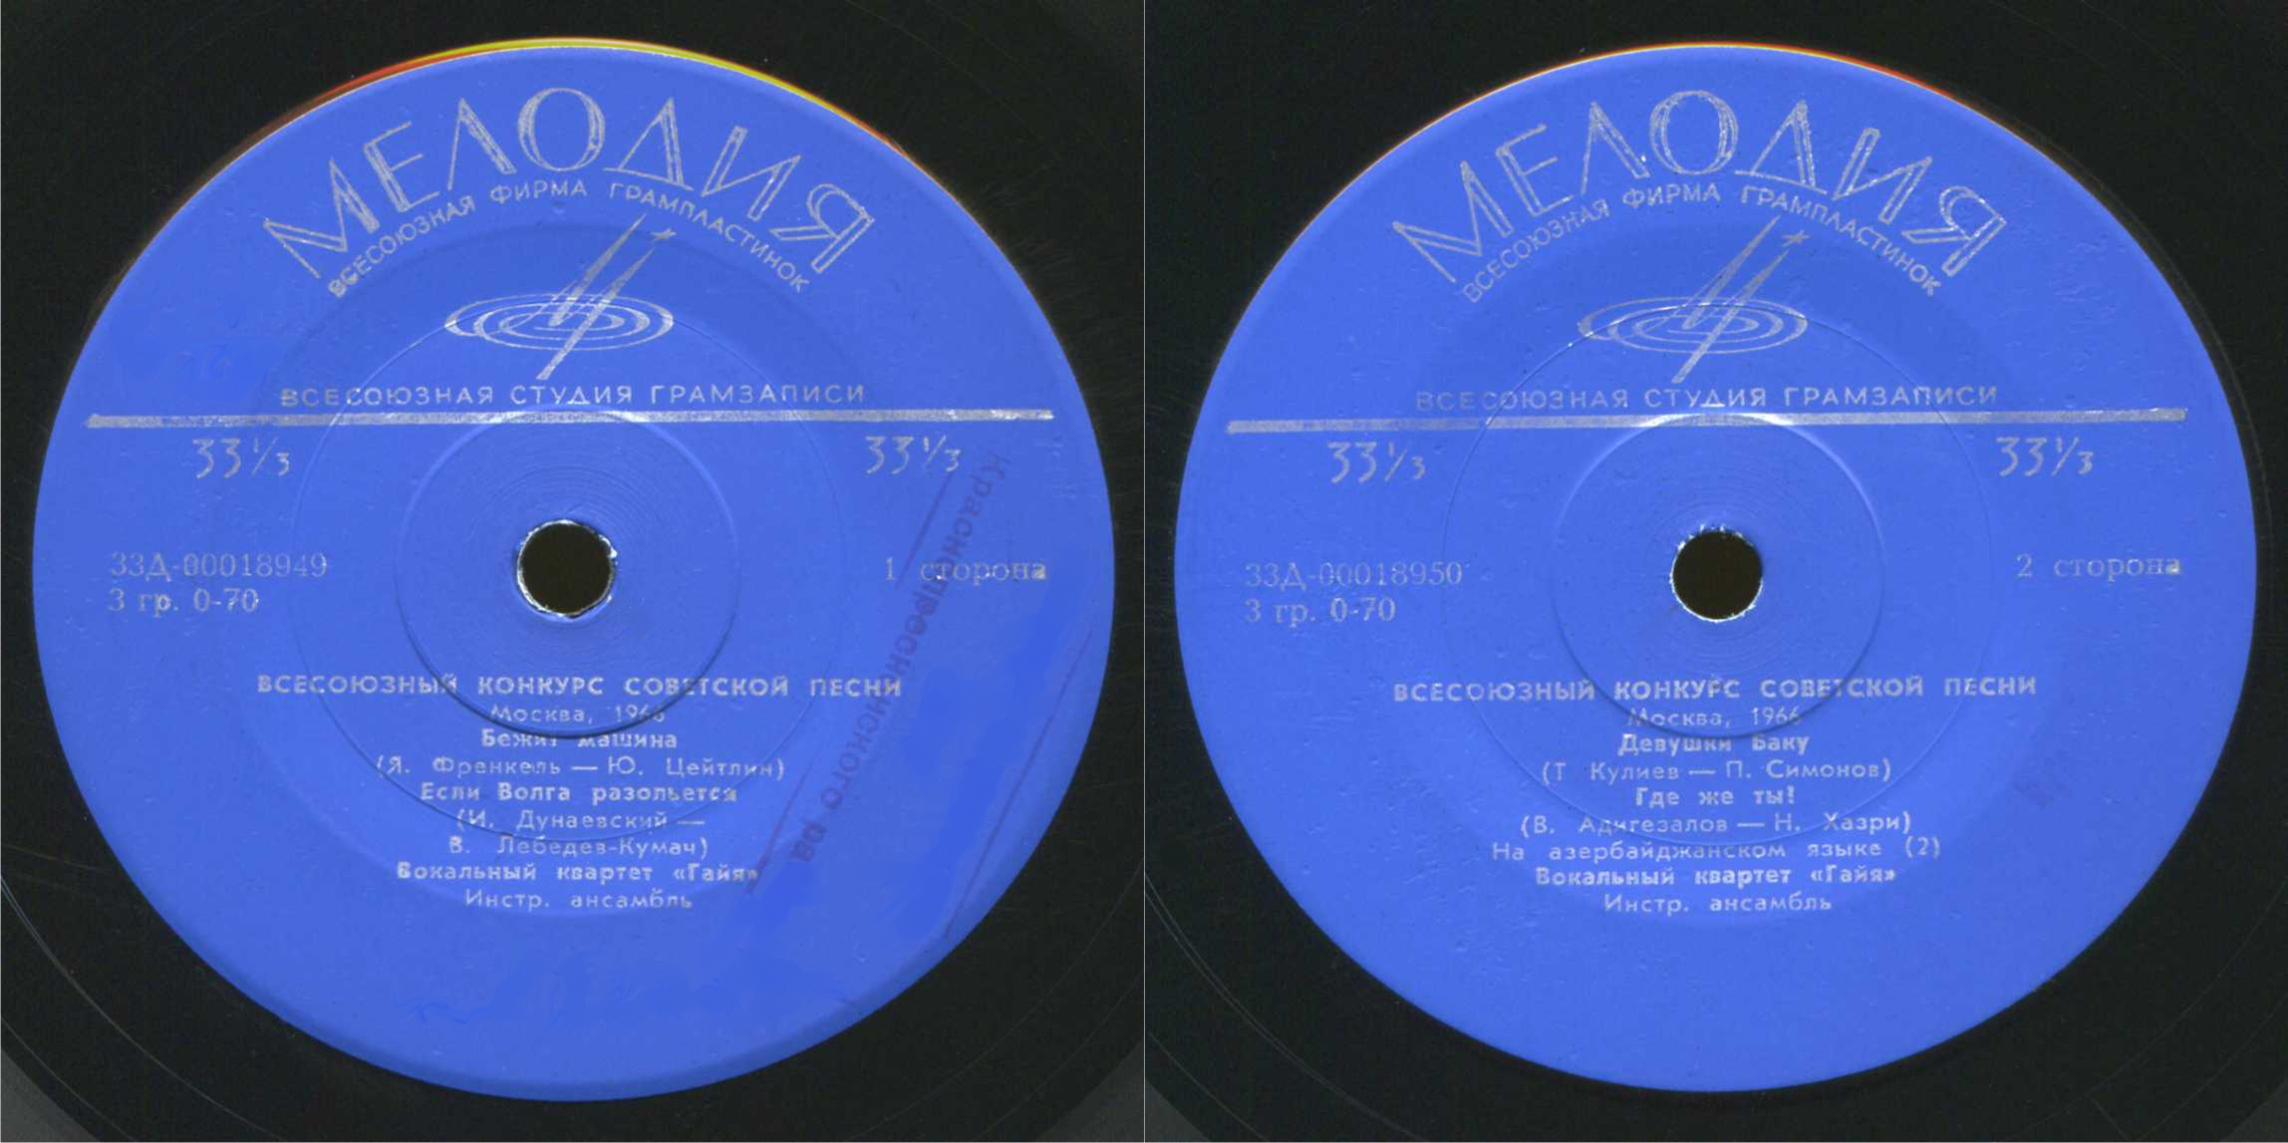 МЕЛОДИЯ
ВСЕСОЮЗНАЯ ФИРМА ГРАМПЛАСТИНОК
ВСЕСОЮЗНАЯ СТУДИЯ ГРАМЗАПИСИ
33⅓ 33⅓
33Д-00018949
3 гр. 0-70
1 сторона
ВСЕСОЮЗНЫЙ КОНКУРС СОВЕТСКОЙ ПЕСНИ
Москва, 1966
Бежит машина
(Я. Френкель — Ю. Цейтлин)
Если Волга разольется
(И. Дунаевский —
В. Лебедев-Кумач)
Вокальный квартет «Гайя»
Инстр. ансамбль
МЕЛОДИЯ
ВСЕСОЮЗНАЯ ФИРМА ГРАМПЛАСТИНОК
ВСЕСОЮЗНАЯ СТУДИЯ ГРАМЗАПИСИ
33⅓ 33⅓
33Д-00018950
3 гр. 0-70
2 сторона
ВСЕСОЮЗНЫЙ КОНКУРС СОВЕТСКОЙ ПЕСНИ
Москва, 1966
Девушки Баку
(Т Кулиев — П. Симонов)
Где же ты!
(В. Адигезалов — Н. Хазри)
На азербайджанском языке (2)
Вокальный квартет «Гайя»
Инстр. ансамбль